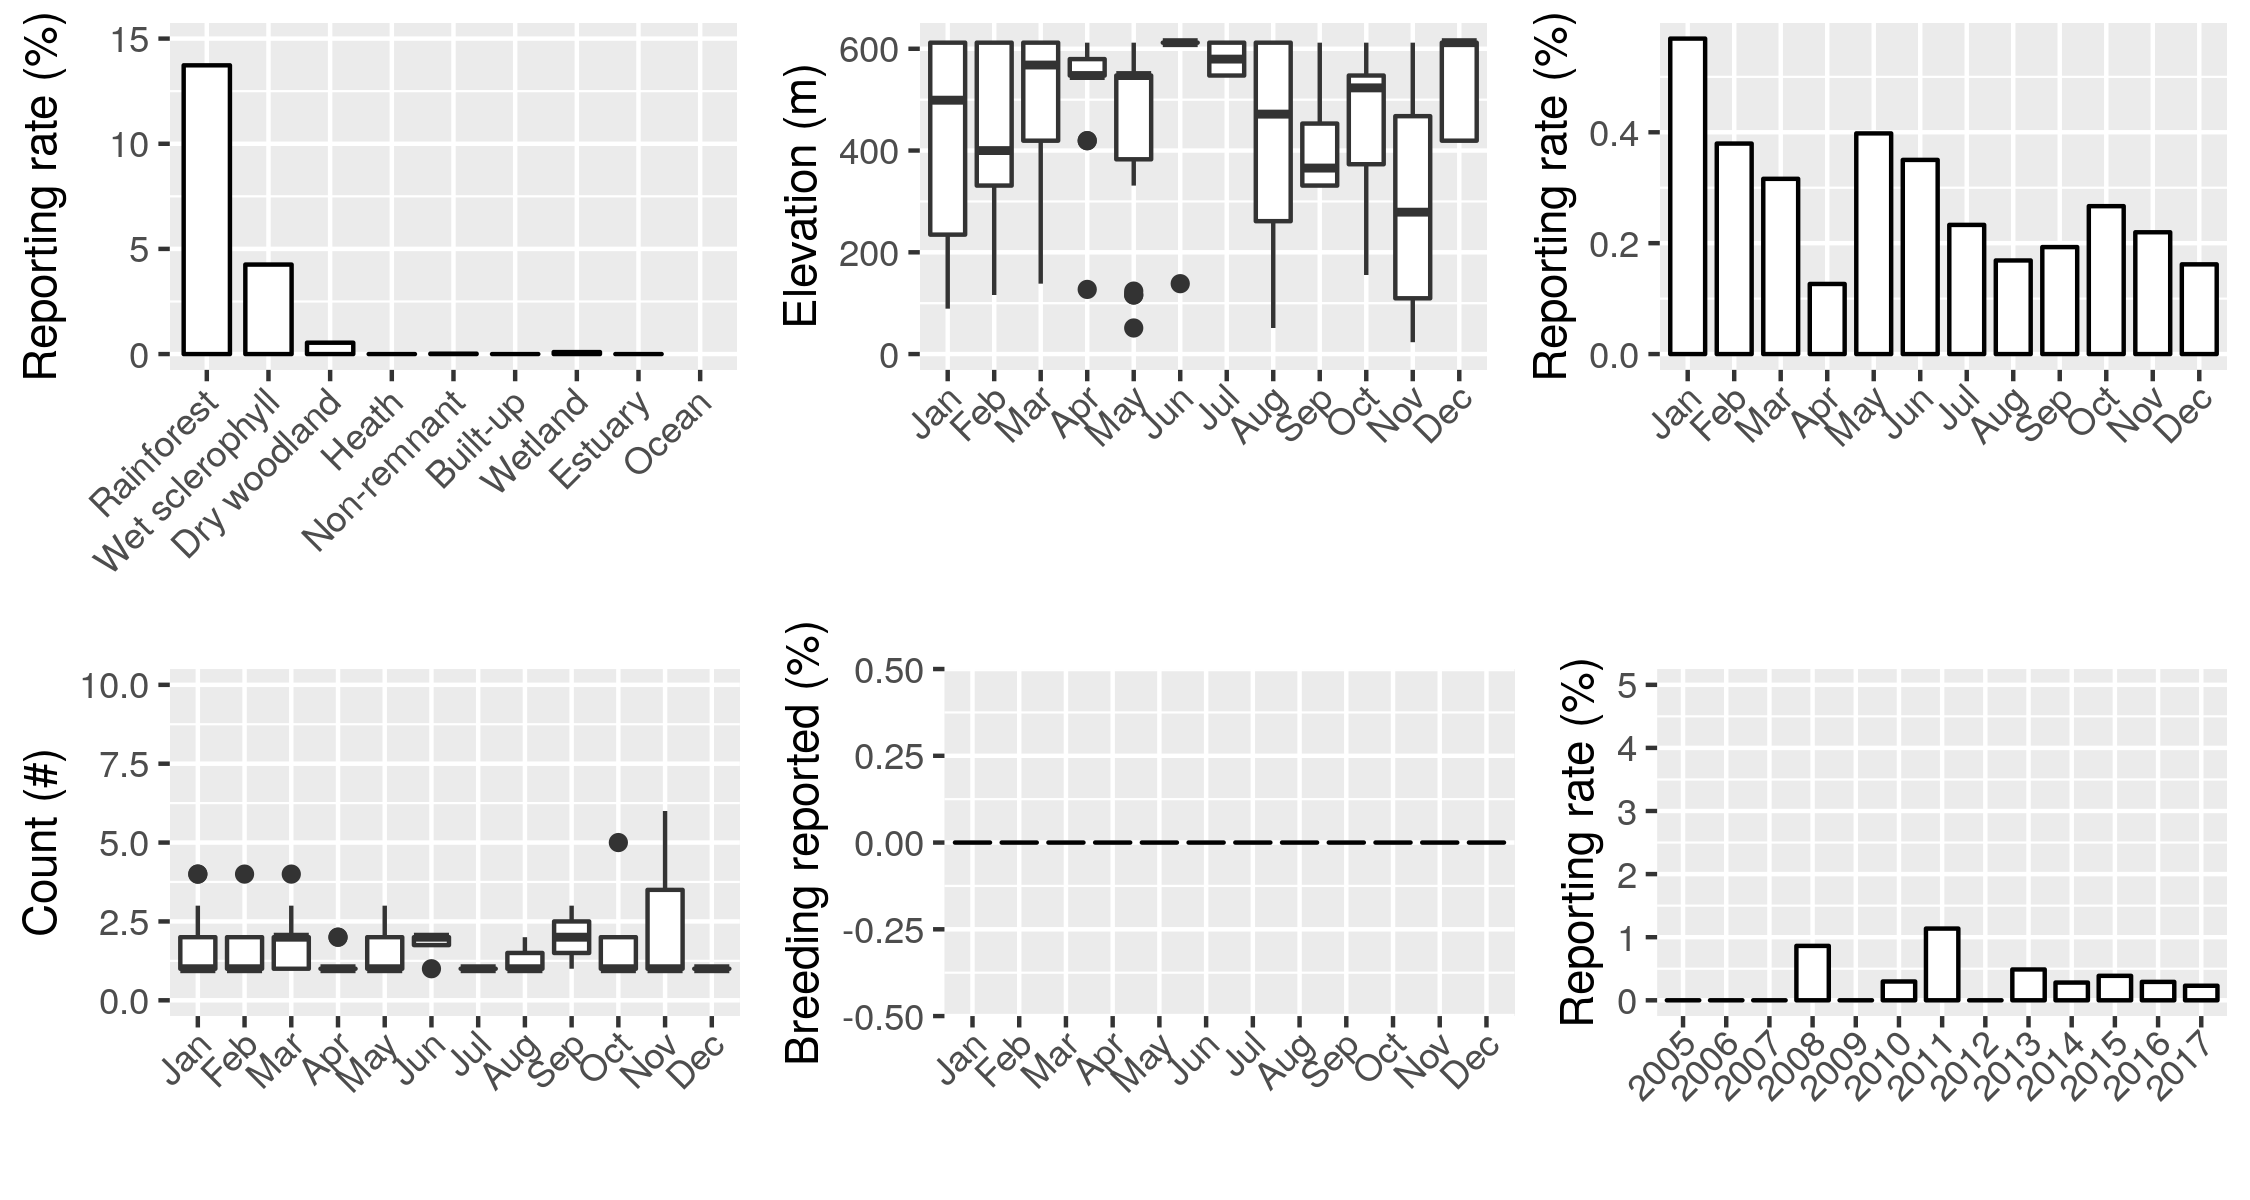 Reporting rate (%)
15
10
5
0
Rainforest
Wet sclerophyll
Dry woodland
Heath
Non-remnant
Built-up
Wetland
Estuary
Ocean
Elevation (m)
600
400
200
0
Jan
Feb
Mar
Apr
May
Jun
Jul
Aug
Sep
Oct
Nov
Dec
Reporting rate (%)
0.4
0.2
0.0
Jan
Feb
Mar
Apr
May
Jun
Jul
Aug
Sep
Oct
Nov
Dec
Count (#)
10.0
7.5
5.0
2.5
0.0
Jan
Feb
Mar
Apr
May
Jun
Jul
Aug
Sep
Oct
Nov
Dec
Breeding reported (%)
0.50
0.25
0.00
-0.25
-0.50
Jan
Feb
Mar
Apr
May
Jun
Jul
Aug
Sep
Oct
Nov
Dec
Reporting rate (%)
5
4
3
2
1
0
2005
2006
2007
2008
2009
2010
2011
2012
2013
2014
2015
2016
2017